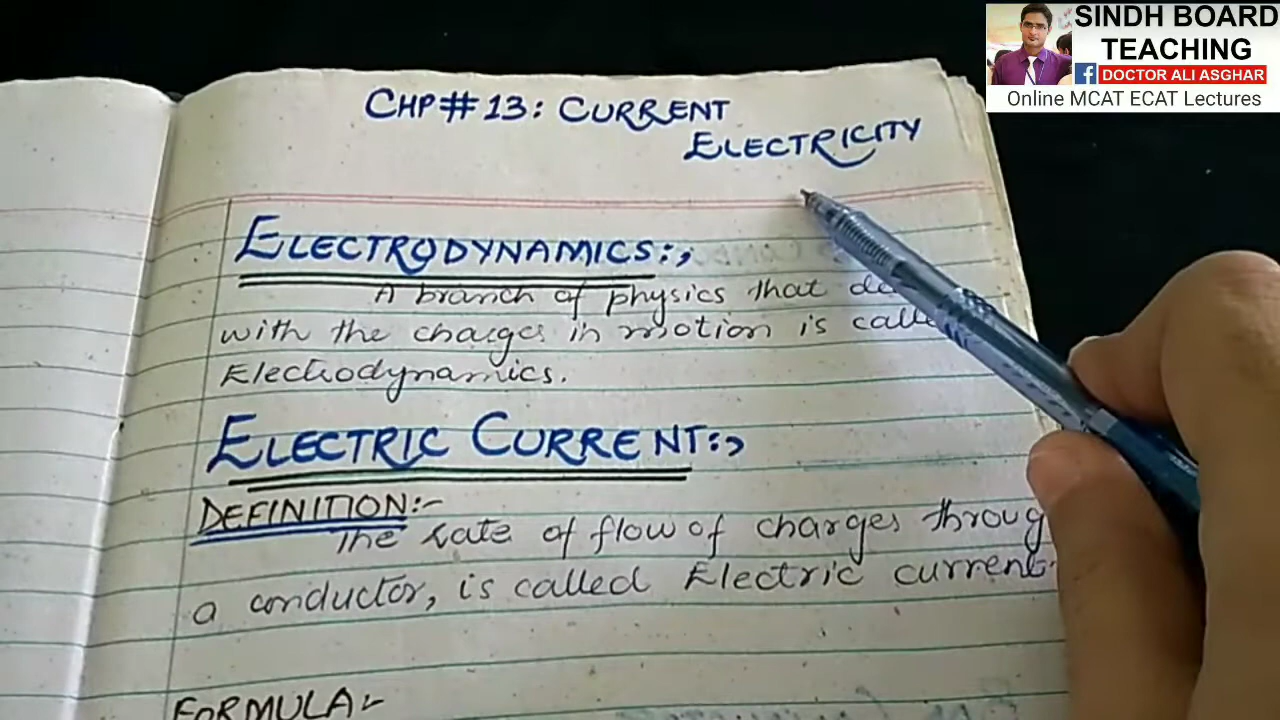 SINDH BOARD
TEACHING
f DOCTOR ALI ASGHAR
Online MCAT ECAT Lectures
CHP# 13: CURRENT
ELECTRICITY
ELECTRODYNAMICS:,
A branch of physics that
with the charges in motion is
Electrodynamics.
ELECTRIC CURRENT:,
DEFINITION:-
The rate of flow of charges
a conductor, is called Electric current.
FORMULA:-